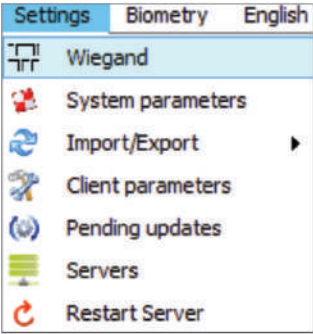 Settings Biometry English
Wiegand
System parameters
Import/Export
Client parameters
Pending updates
Servers
Restart Server